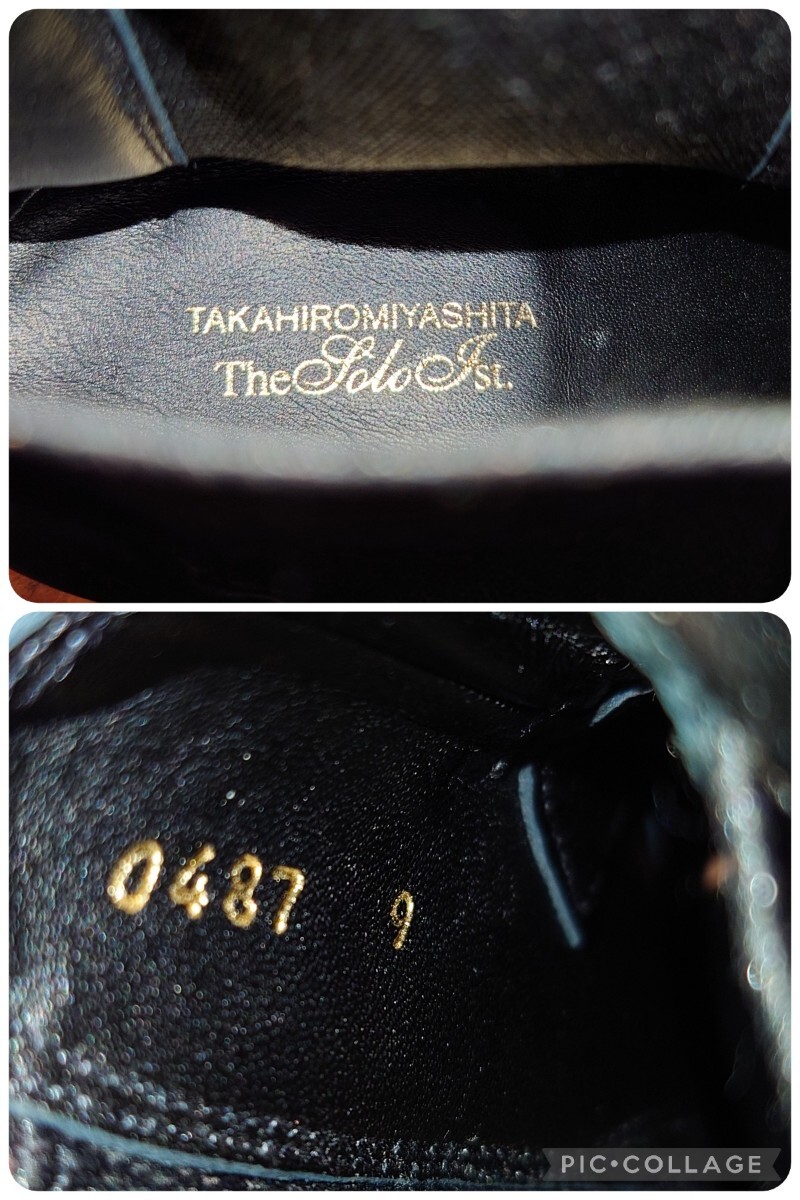 TAKAHIROMIYASHITA
TheSoloIst.
0487 9
PIC•COLLAGE